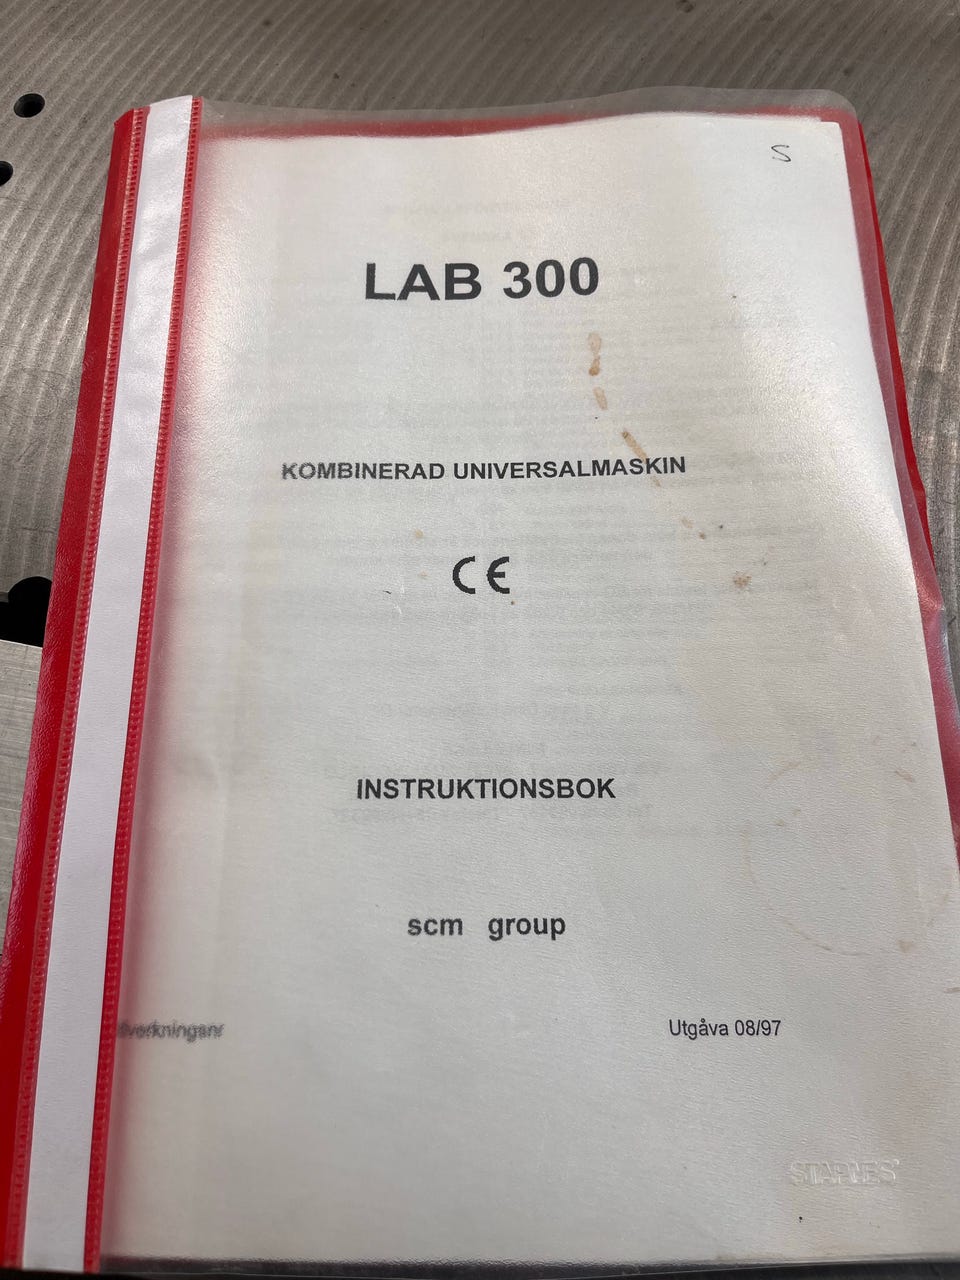 S
LAB 300
KOMBINERAD UNIVERSALMASKIN
CE
INSTRUKTIONSBOK
scm group
Utgåva 08/97
STAPLES